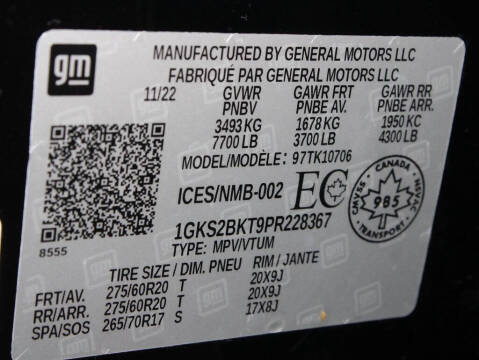 gm
MANUFACTURED BY GENERAL MOTORS LLC
FABRIQUÉ PAR GENERAL MOTORS LLC
11/22 GVWR GAWR FRT GAWR RR
PNBV PNBE AV. PNBE ARR.
3493 KG 1678 KG 1950 KC
7700 LB 3700 LB 4300 LB
MODEL/MODÈLE: 97TK10706
ICES/NMB-002 EC
CANADA
CMVSS NSVAC
985
TRANSPORT
1GKS2BKT9PR228367
TYPE: MPV/VTUM
8555
TIRE SIZE / DIM. PNEU RIM / JANTE
FRT/AV. 275/60R20 T 20X9J
RR/ARR. 275/60R20 T 20X9J
SPA/SOS 265/70R17 S 17X8J